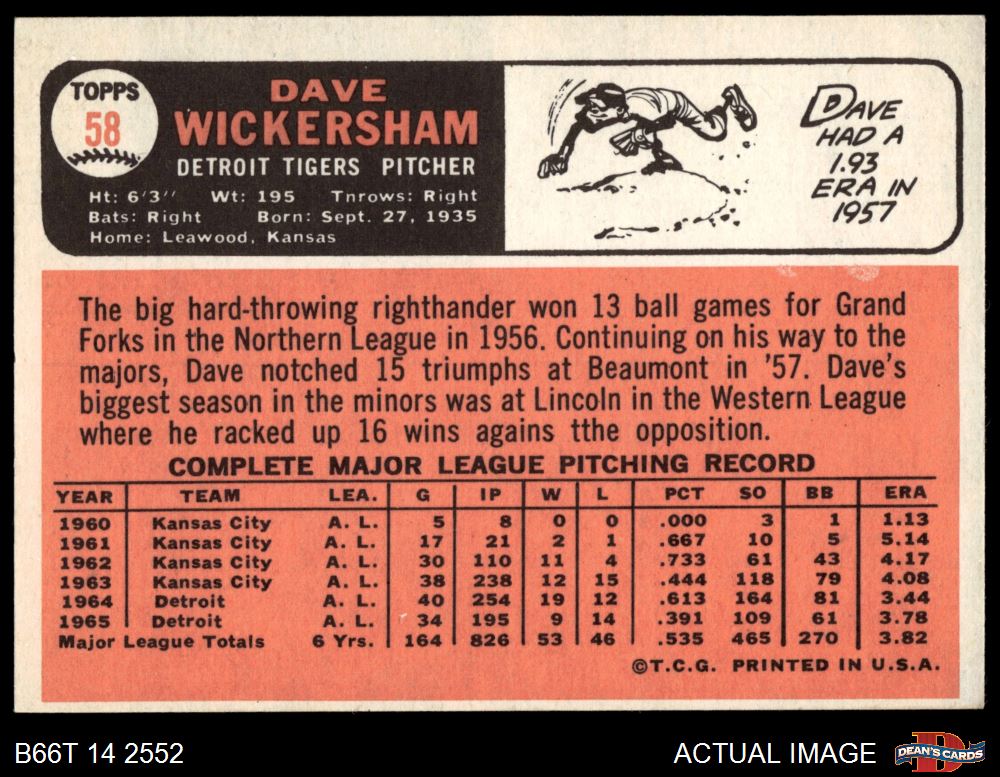 TOPPS
58
DAVE
WICKERSHAM
DETROIT TIGERS PITCHER
Ht: 6'3" Wt: 195 Throws: Right
Bats: Right Born: Sept. 27, 1935
Home: Leawood, Kansas
DAVE
HAD A
1.93
ERA IN
1957
The big hard-throwing righthander won 13 ball games for Grand
Forks in the Northern League in 1956. Continuing on his way to the
majors, Dave notched 15 triumphs at Beaumont in '57. Dave's
biggest season in the minors was at Lincoln in the Western League
where he racked up 16 wins agains tthe opposition.
COMPLETE MAJOR LEAGUE PITCHING RECORD
YEAR TEAM LEA. G IP W L PCT SO BB ERA
1960 Kansas City A. L. 5 8 0 0 .000 3 1 1.13
1961 Kansas City A. L. 17 21 2 1 .667 10 5 5.14
1962 Kansas City A. L. 30 110 11 4 .733 61 43 4.17
1963 Kansas City A. L. 38 238 12 15 .444 118 79 4.08
1964 Detroit A. L. 40 254 19 12 .613 164 81 3.44
1965 Detroit A. L. 34 195 9 14 .391 109 61 3.78
Major League Totals 6 Yrs. 164 826 53 46 .535 465 270 3.82
©T.C.G. PRINTED IN U.S.A.
B66T 14 2552
ACTUAL IMAGE
DEAN'S CARDS